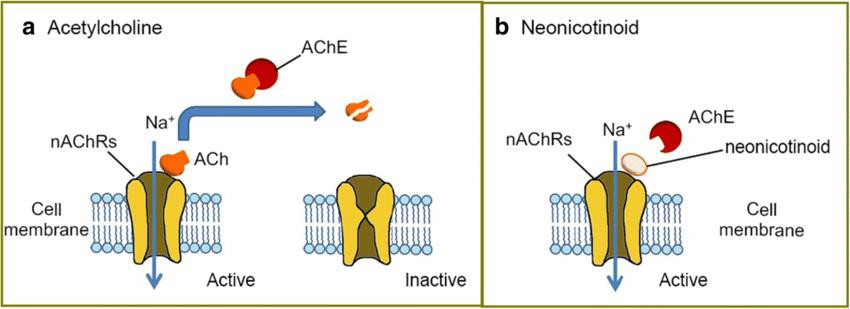 a Acetylcholine
AChE
Na⁺
nAChRs
ACh
Cell
membrane
Active
Inactive
b Neonicotinoid
AChE
Na⁺
nAChRs
neonicotinoid
Cell
membrane
Active